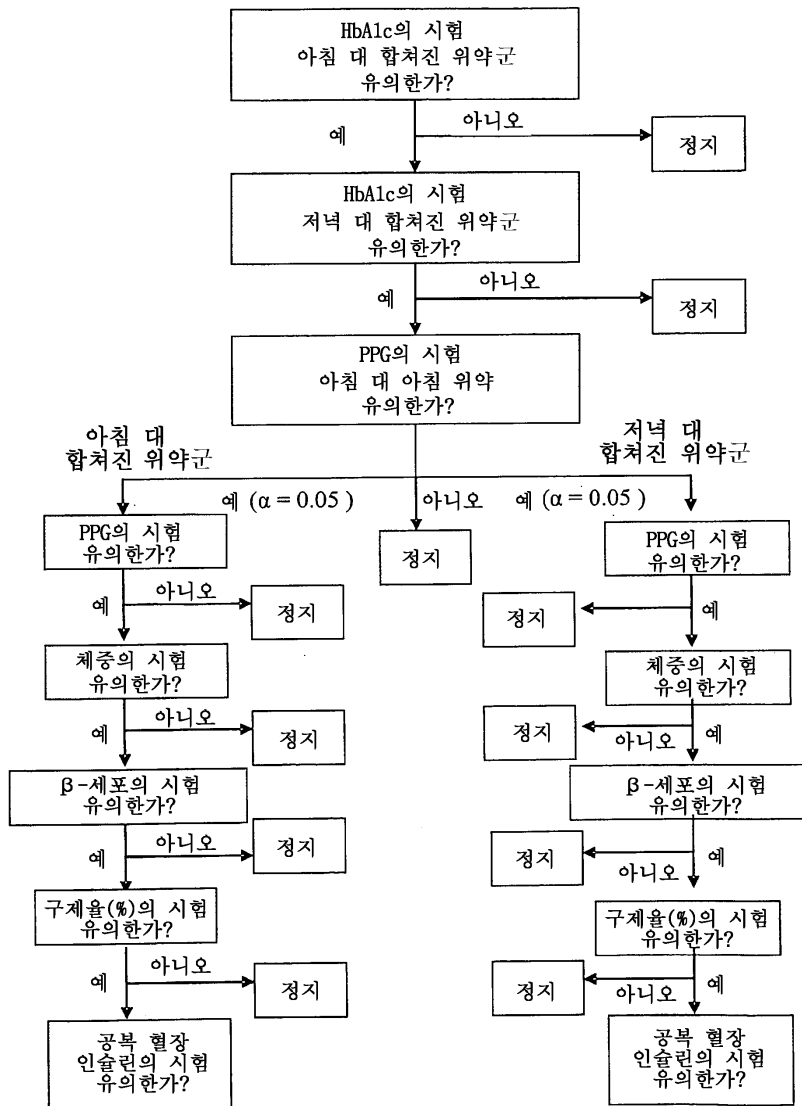 HbA1c의 시험
아침 대 합쳐진 위약군
유의한가?
예
아니오
정지
HbA1c의 시험
저녁 대 합쳐진 위약군
유의한가?
예
아니오
정지
PPG의 시험
아침 대 아침 위약
유의한가?
아침 대
합쳐진 위약군
저녁 대
합쳐진 위약군
예 (α = 0.05 )
아니오
예 (α = 0.05 )
정지
PPG의 시험
유의한가?
예
아니오
정지
체중의 시험
유의한가?
예
아니오
정지
β-세포의 시험
유의한가?
예
아니오
정지
구제율(%)의 시험
유의한가?
예
아니오
정지
공복 혈장
인슐린의 시험
유의한가?
PPG의 시험
유의한가?
정지
예
체중의 시험
유의한가?
정지
아니오
예
β-세포의 시험
유의한가?
정지
아니오
예
구제율(%)의 시험
유의한가?
정지
아니오
예
공복 혈장
인슐린의 시험
유의한가?